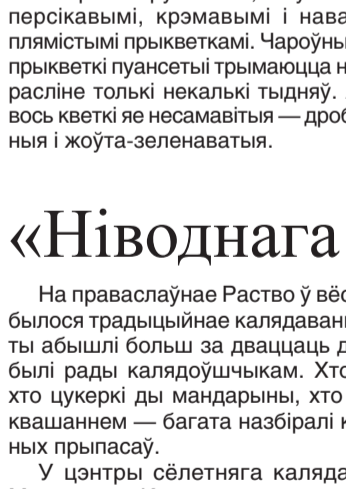 персікавымі, крэмавымі і нава
плямістымі прыкветкамі. Чароўны
прыкветкі пуансетыі трымаюцца н
расліне толькі некалькі тыдняў.
вось кветкі яе несамавітыя — дроб
ныя і жоўта-зеленаватыя.
«Ніводнага
На праваслаўнае Раство ў вёс
былося традыцыйнае калядаванн
ты абышлі больш за дваццаць д
былі рады калядоўшчыкам. Хто
хто цукеркі ды мандарыны, хто
квашаннем — багата назбіралі к
ных прыпасаў.
У цэнтры сёлетняга каляда